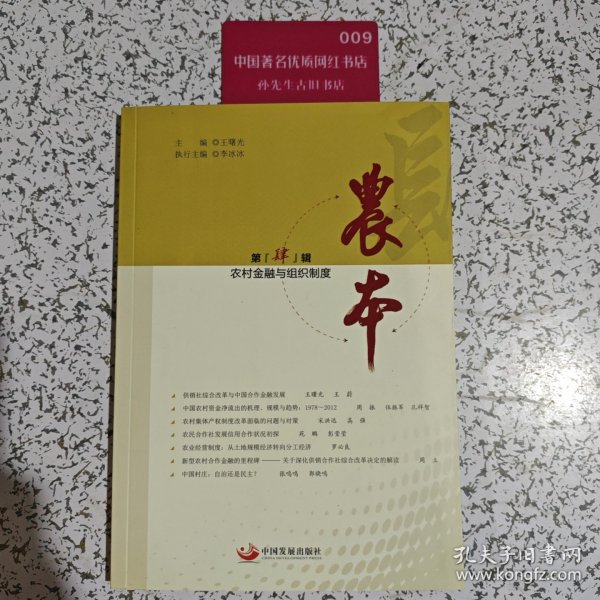 009
中国著名优质网红书店
孙先生古旧书店
主 编 ◎王曙光
执行主编 ◎李冰冰
農本
第「肆」辑
农村金融与组织制度
供销社综合改革与中国合作金融发展 王曙光 王蔚
中国农村资金净流出的机理、规模与趋势：1978—2012 周振 伍振军 孔祥智
农村集体产权制度改革面临的问题与对策 宋洪远 高强
农民合作社发展信用合作状况初探 苑鹏 彭莹莹
农业经营制度：从土地规模经济转向分工经济 罗必良
新型农村合作金融的里程碑——关于深化供销合作社综合改革决定的解读 周立
中国村庄：自治还是民主？ 张鸣鸣 郭晓鸣
中国发展出版社
CHINA DEVELOPMENT PRESS
孔夫子旧书网
www.kongfz.com